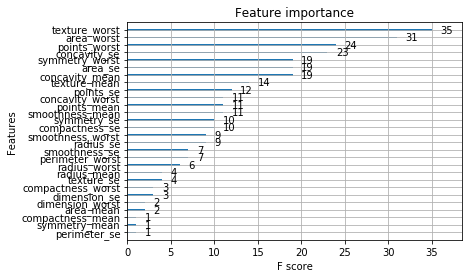 Feature importance
texture_worst 35
area_worst 31
points_worst 24
concavity_se 23
symmetry_worst 19
area_se 19
concavity_mean 19
texture_mean 14
points_se 12
concavity_worst 11
points_mean 11
smoothness_mean 11
symmetry_se 10
compactness_se 10
smoothness_worst 9
radius_se 9
smoothness_se 7
perimeter_worst 7
radius_worst 6
radius_mean 4
texture_se 4
compactness_worst 3
dimension_se 3
dimension_worst 2
area_mean 2
compactness_mean 1
symmetry_mean 1
perimeter_se 1
Features
0 5 10 15 20 25 30 35
F score